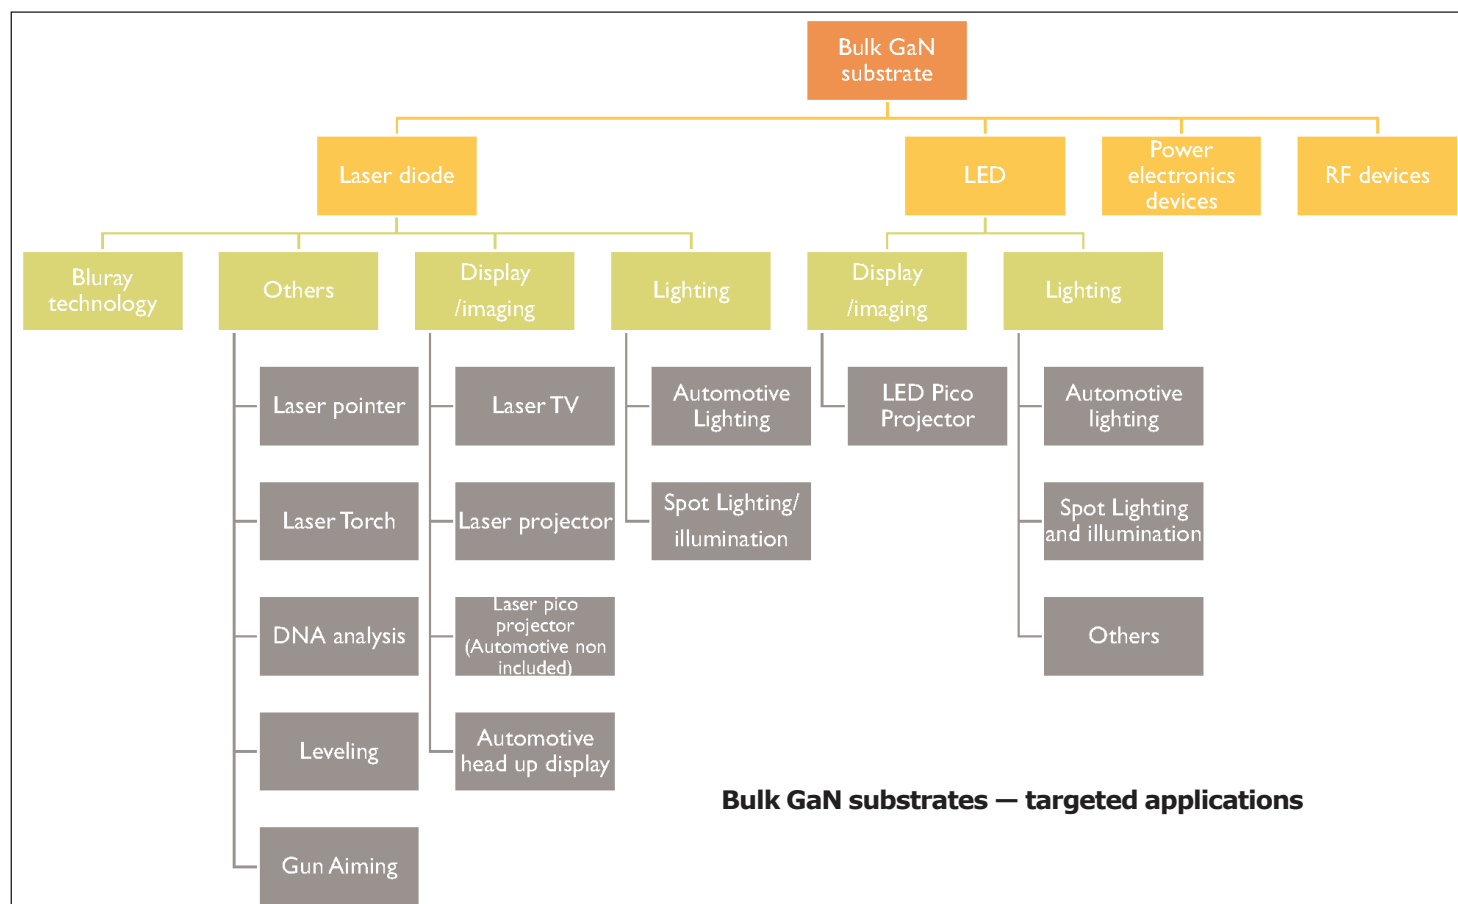 Bulk GaN
substrate
Laser diode
LED
Power
electronics
devices
RF devices
Bluray
technology
Others
Display
/imaging
Lighting
Display
/imaging
Lighting
Laser pointer
Laser TV
Automotive
Lighting
LED Pico
Projector
Automotive
lighting
Laser Torch
Laser projector
Spot Lighting/
illumination
Spot Lighting
and illumination
DNA analysis
Laser pico
projector
(Automotive non
included)
Others
Leveling
Automotive
head up display
Gun Aiming
Bulk GaN substrates — targeted applications